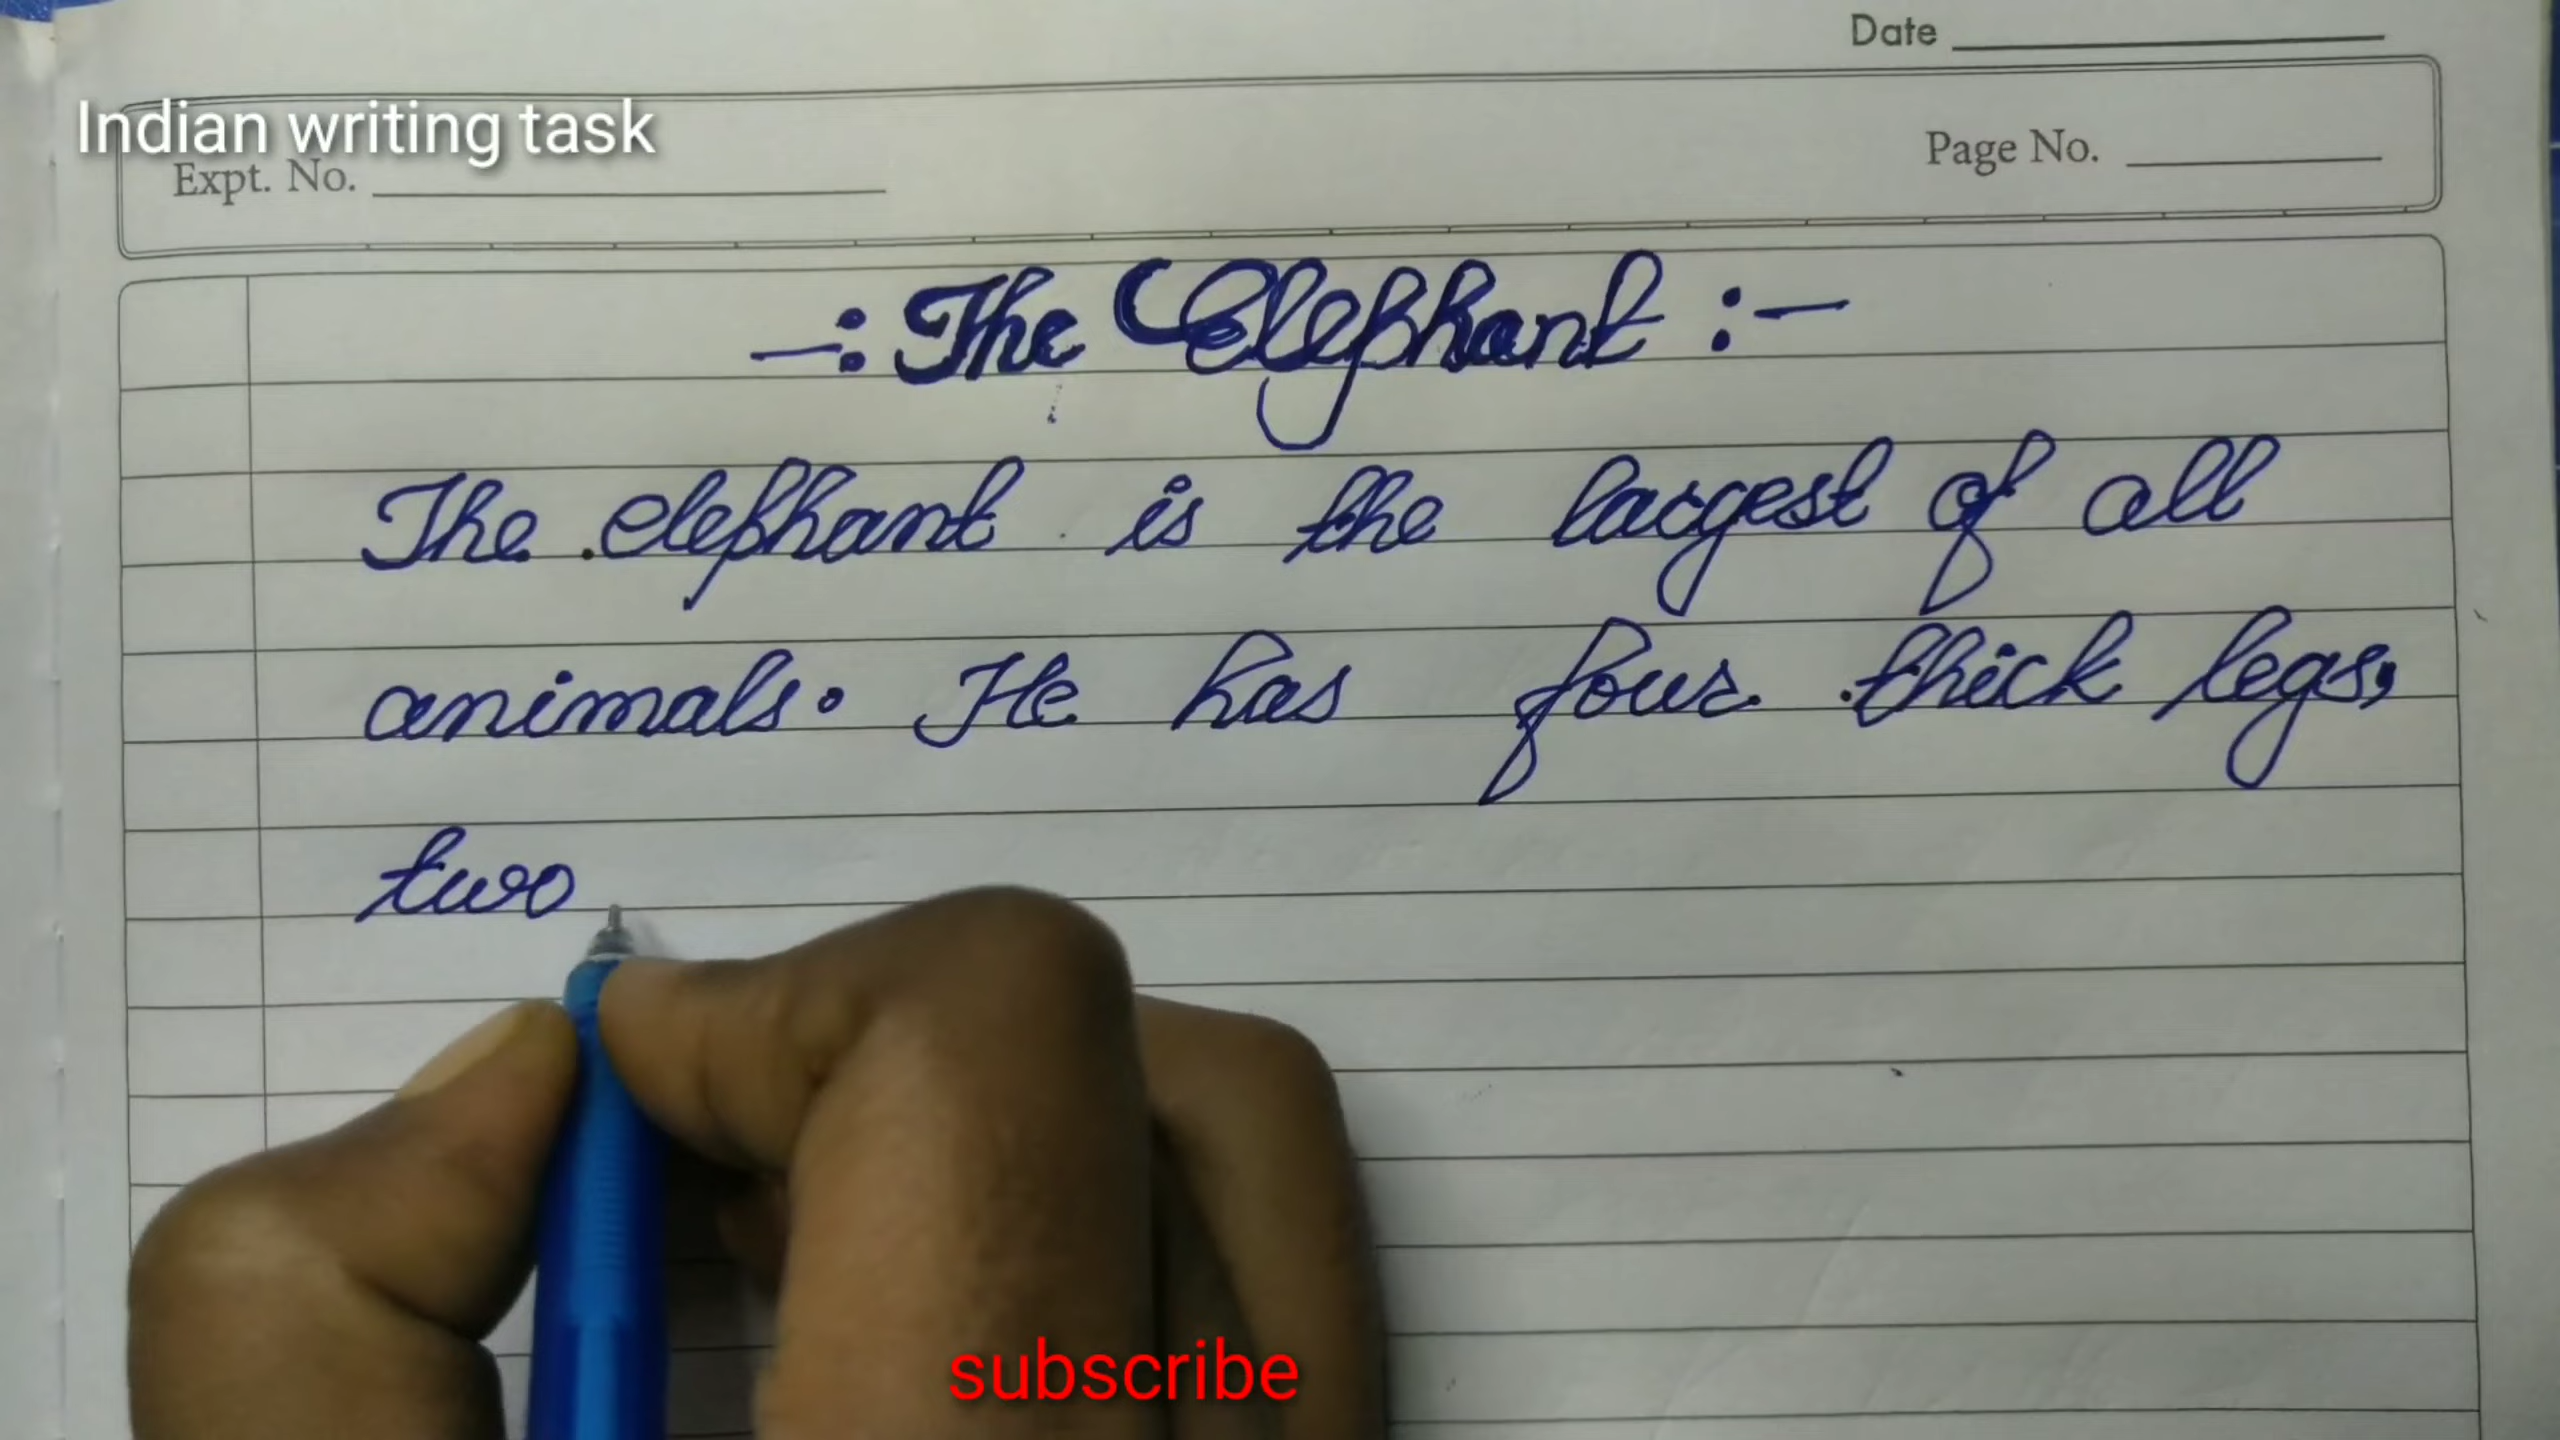 Date
Indian writing task
Expt. No.
Page No.
-: The Elephant :-
The elephant is the largest of all
animals. He has four thick legs,
two
subscribe